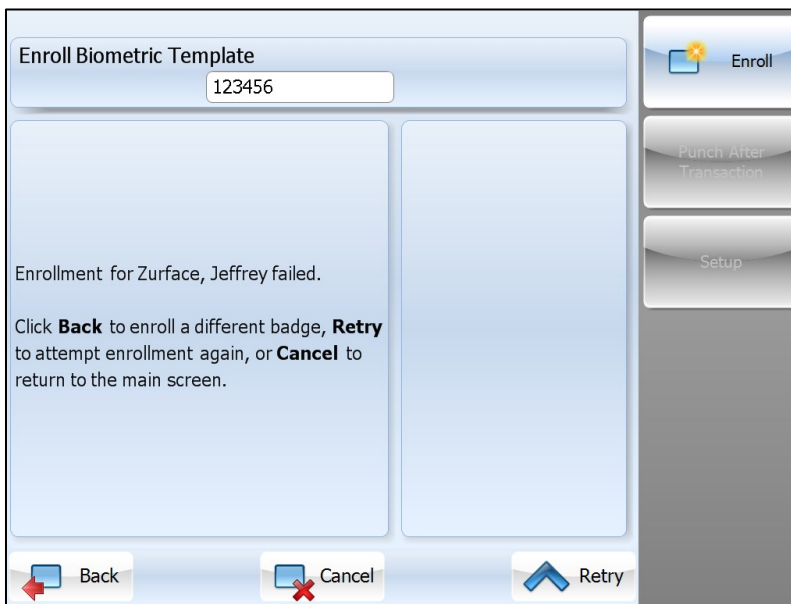 Enroll Biometric Template
123456
Enrollment for Zurface, Jeffrey failed.
Click Back to enroll a different badge, Retry
to attempt enrollment again, or Cancel to
return to the main screen.
Back
Cancel
Retry
Enroll
Punch After
Transaction
Setup